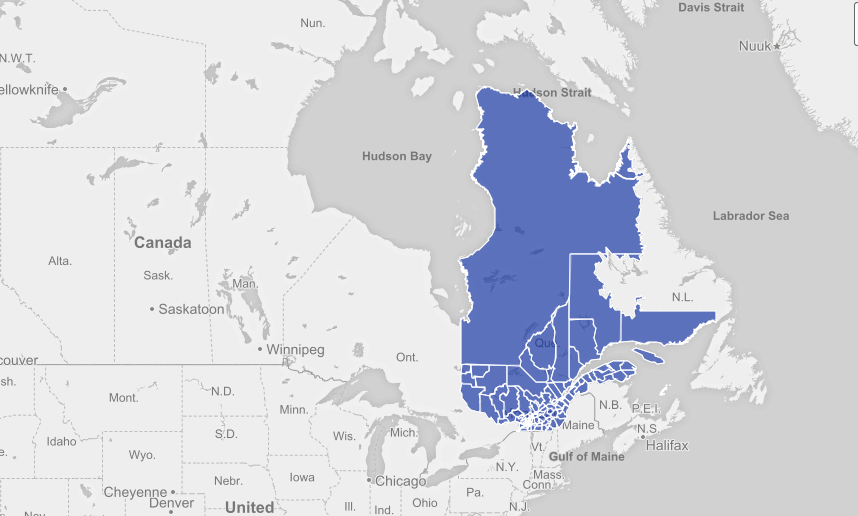 Davis Strait
Nun.
Nuuk
N.W.T.
ellowknife
Hudson Strait
Hudson Bay
Labrador Sea
Canada
Alta.
Sask.
Man.
N.L.
Saskatoon
Winnipeg
Que
Ont.
couver
sh.
Mont.
N.D.
Minn.
N.B.
P.E.I.
Maine
N.S.
Halifax
Idaho
S.D.
Wis.
Mich.
Vt.
Gulf of Maine
e.
Wyo.
N.Y.
Mass.
Conn.
Nebr.
Iowa
Chicago
Cheyenne
Pa.
Denver
United
Ill.
Ind.
Ohio
N.J.